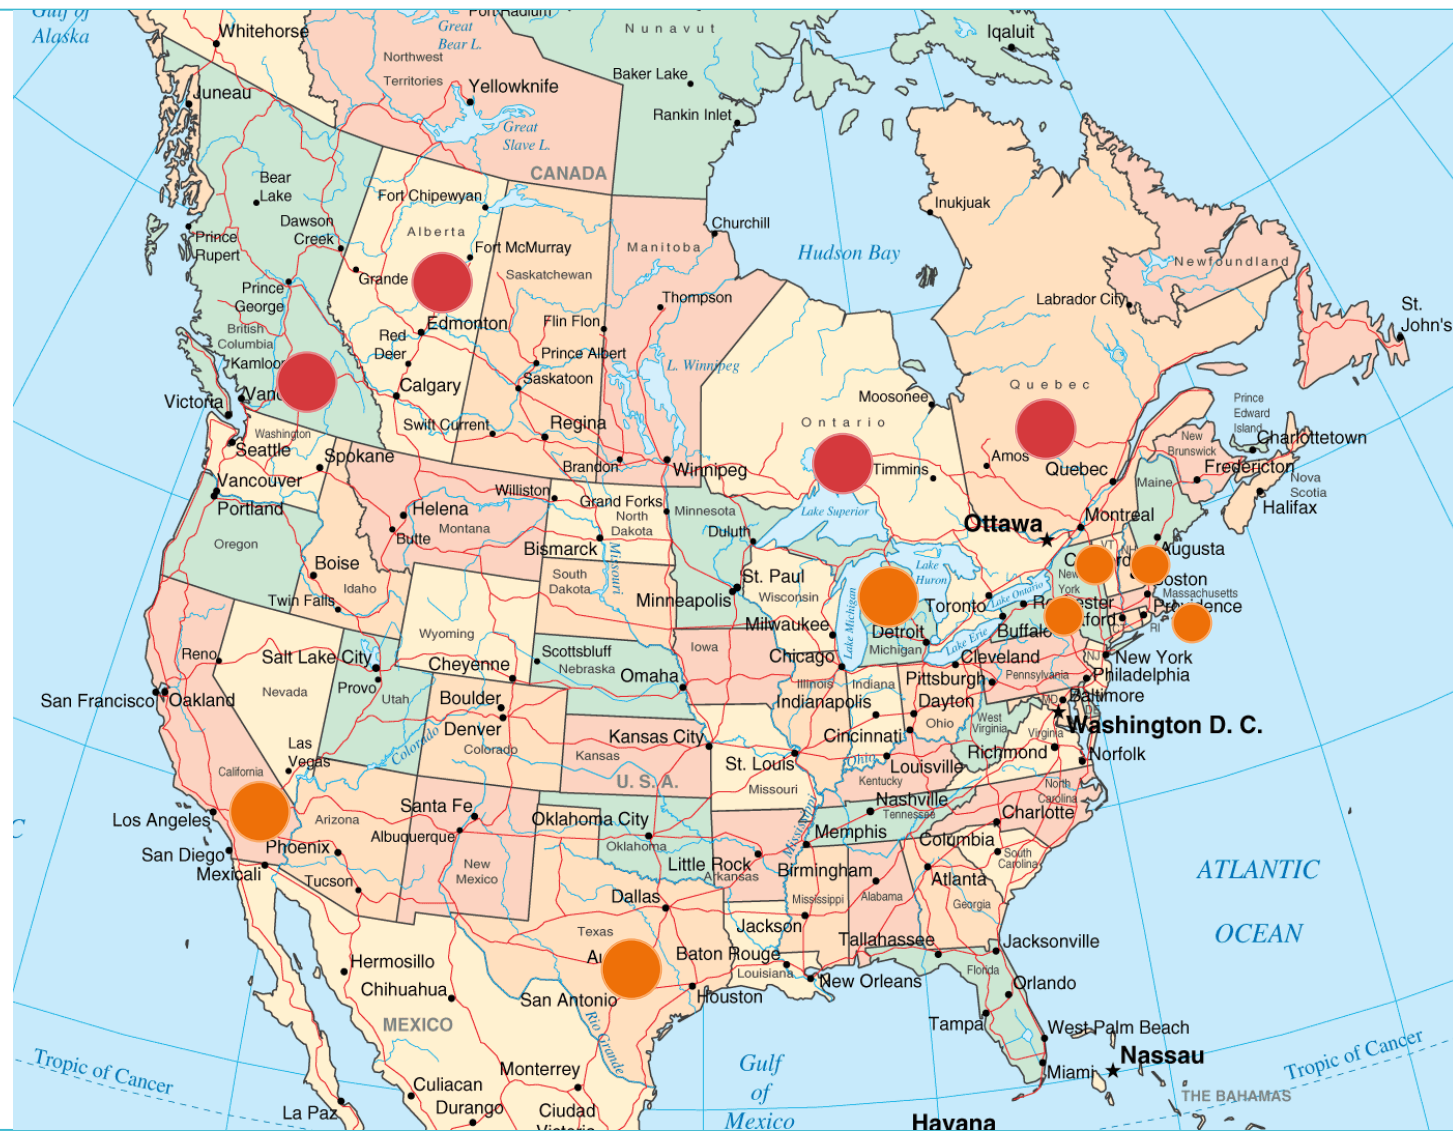 Gulf of
Alaska
Whitehorse
Great
Bear L.
Northwest
Territories
Nunavut
Iqaluit
Baker Lake
Yellowknife
Juneau
Rankin Inlet
Great
Slave L.
CANADA
Bear
Lake
Fort Chipewyan
Inukjuak
Dawson
Creek
Alberta
Churchill
Prince
Rupert
Fort McMurray
Manitoba
Hudson Bay
Newfoundland
Grande
Saskatchewan
Prince
George
Thompson
Labrador City
St.
John's
Edmonton
Flin Flon
British
Columbia
Red
Deer
Prince Albert
L. Winnipeg
Saskatoon
Calgary
Quebec
Moosonee
Victoria
Prince
Edward
Island
Swift Current
Regina
Ontario
Washington
Seattle
Spokane
Charlottetown
New
Brunswick
Brandon
Winnipeg
Timmins
Amos
Quebec
Fredericton
Vancouver
Portland
Williston
Grand Forks
Maine
Nova
Scotia
Halifax
Helena
Montana
North
Dakota
Minnesota
Lake Superior
Ottawa
Montreal
Butte
Duluth
Oregon
Bismarck
Missouri
VT
NH
Augusta
Boise
Idaho
South
Dakota
St. Paul
Wisconsin
Lake
Huron
New
York
Boston
Massachusetts
Twin Falls
Minneapolis
Lake Michigan
Toronto
Lake Ontario
Providence
Wyoming
Milwaukee
Detroit
Michigan
Lake Erie
Buffalo
RI
Reno
Salt Lake City
Scottsbluff
Nebraska
Iowa
Chicago
Cleveland
NJ
New York
Cheyenne
Omaha
Illinois
Indiana
Pittsburgh
Pennsylvania
Philadelphia
Provo
Utah
Nevada
San Francisco
Oakland
Boulder
Indianapolis
Dayton
MD
Baltimore
Denver
Colorado
Ohio
West
Virginia
Washington D. C.
Colorado
Kansas
Kansas City
Cincinnati
Virginia
Las
Vegas
St. Louis
Ohio
Louisville
Richmond
Norfolk
California
U. S. A.
Missouri
Kentucky
North
Carolina
Los Angeles
Arizona
Santa Fe
Oklahoma City
Nashville
Tennessee
Charlotte
Albuquerque
Oklahoma
Mississippi
Memphis
Columbia
San Diego
Phoenix
Mexicali
New
Mexico
Little Rock
Arkansas
Birmingham
South
Carolina
Tucson
Atlanta
ATLANTIC
OCEAN
Dallas
Mississippi
Alabama
Georgia
Texas
Jackson
Tallahassee
Jacksonville
Hermosillo
Baton Rouge
Louisiana
New Orleans
Florida
Orlando
Chihuahua
San Antonio
Houston
MEXICO
Rio Grande
Tampa
West Palm Beach
Tropic of Cancer
Monterrey
Gulf
of
Mexico
Miami
Nassau
Tropic of Cancer
THE BAHAMAS
Culiacan
Durango
La Paz
Ciudad
Havana